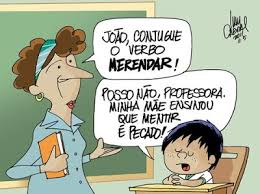 JOÃO, CONJUGUE
O VERBO
MERENDAR!
POSSO NÃO, PROFESSORA.
MINHA MÃE ENSINOU
QUE MENTIR
É PECADO!